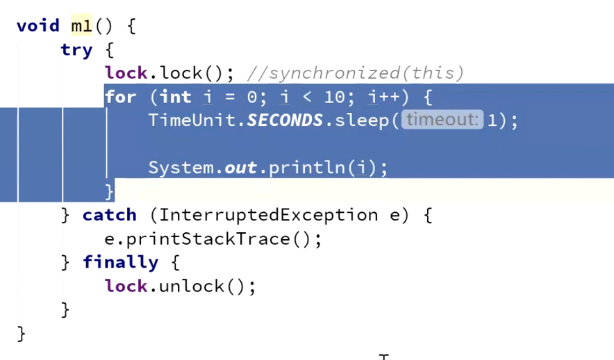 void m1() {
try {
lock.lock(); //synchronized(this)
for (int i = 0; i < 10; i++) {
TimeUnit.SECONDS.sleep( timeout: 1);
System.out.println(i);
}
} catch (InterruptedException e) {
e.printStackTrace();
} finally {
lock.unlock();
}
}